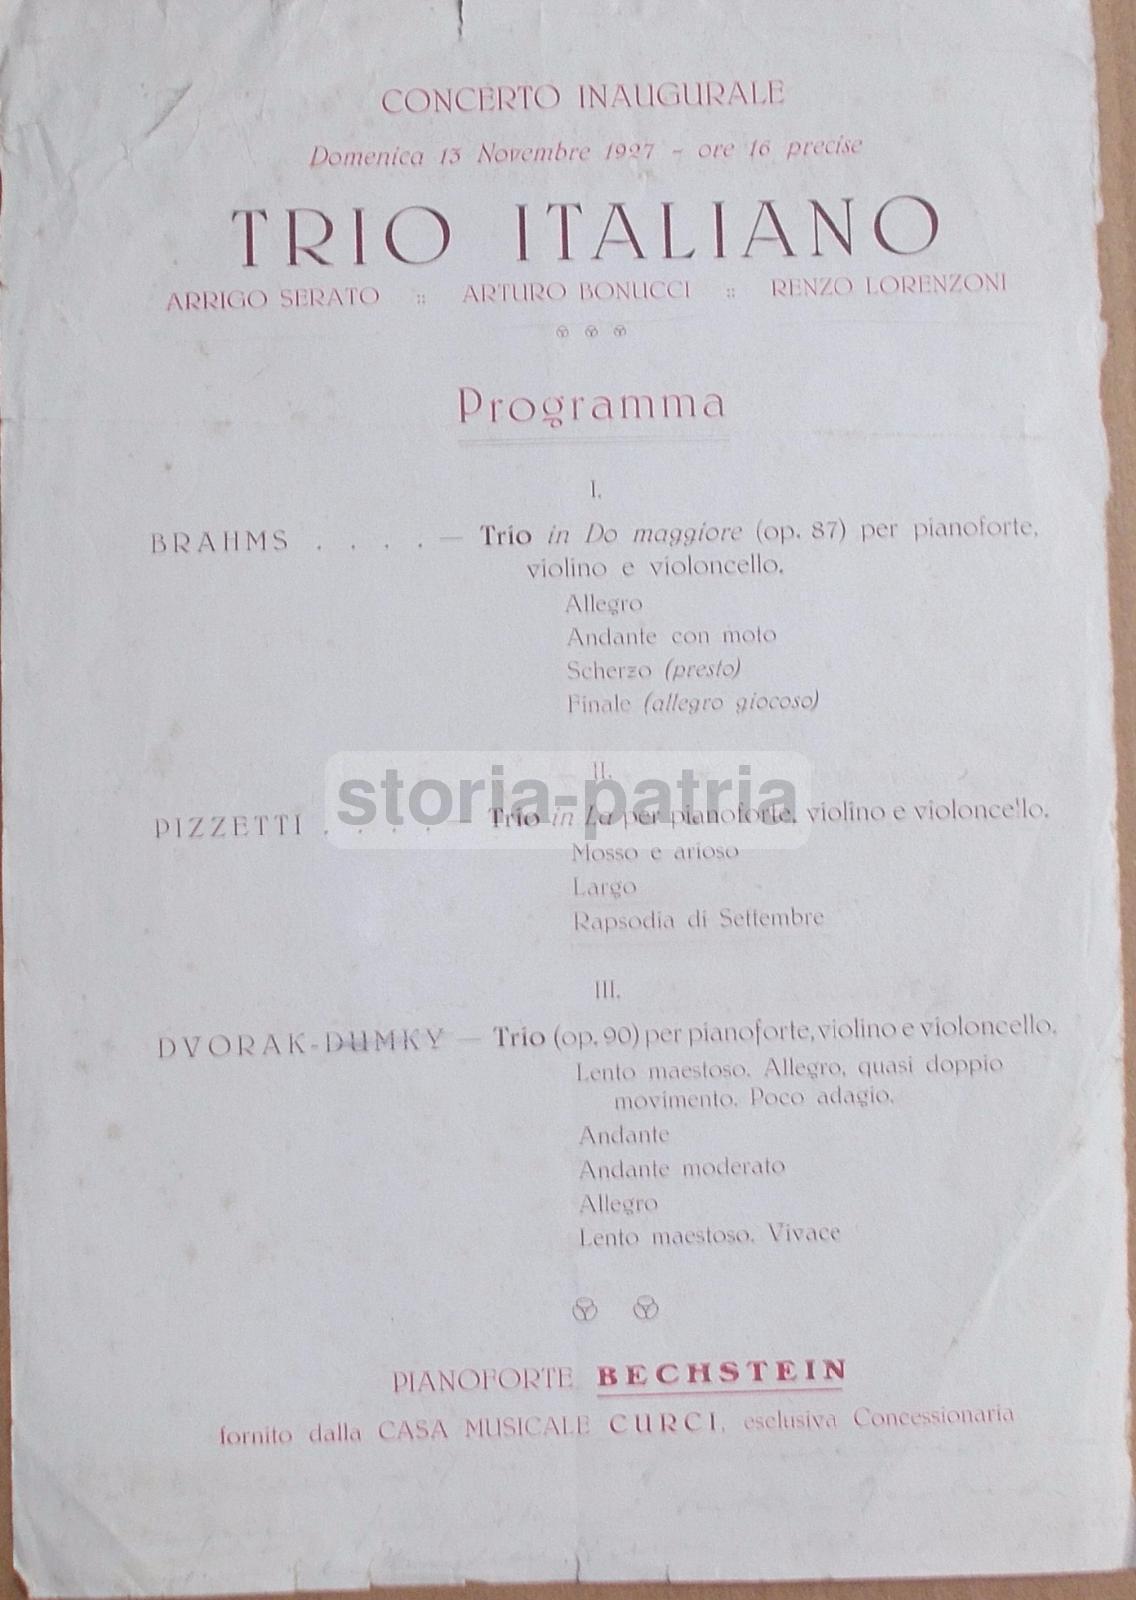 CONCERTO INAUGURALE
Domenica 13 Novembre 1927 - ore 16 precise
TRIO ITALIANO
ARRIGO SERATO :: ARTURO BONUCCI :: RENZO LORENZONI
Programma
I.
BRAHMS . . . . — Trio in Do maggiore (op. 87) per pianoforte,
violino e violoncello.
Allegro
Andante con moto
Scherzo (presto)
Finale (allegro giocoso)
II.
storia-patria
PIZZETTI . . . . — Trio in La per pianoforte, violino e violoncello.
Mosso e arioso
Largo
Rapsodia di Settembre
III.
DVORAK-DUMKY — Trio (op. 90) per pianoforte, violino e violoncello.
Lento maestoso. Allegro, quasi doppio
movimento. Poco adagio.
Andante
Andante moderato
Allegro
Lento maestoso. Vivace
PIANOFORTE BECHSTEIN
fornito dalla CASA MUSICALE CURCI, esclusiva Concessionaria